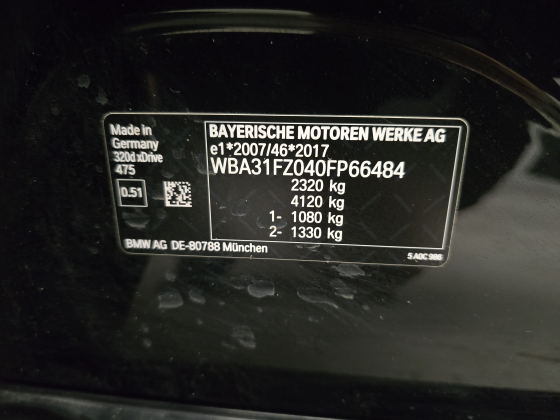 Made in
Germany
320d xDrive
475
0.51
BAYERISCHE MOTOREN WERKE AG
e1*2007/46*2017
WBA31FZ040FP66484
2320 kg
4120 kg
1- 1080 kg
2- 1330 kg
BMW AG DE-80788 München
5 A0C 986